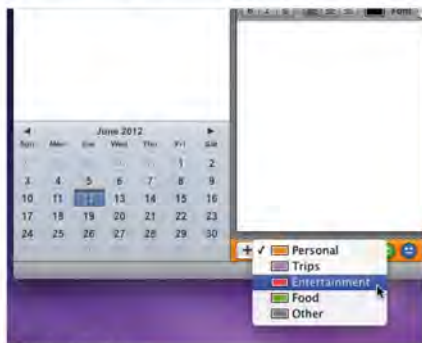 B I U Font
June 2012
Sun Mon Tue Wed Thu Fri Sat
1 2
3 4 5 6 7 8 9
10 11 12 13 14 15 16
17 18 19 20 21 22 23
24 25 26 27 28 29 30
+ ✓ Personal
Trips
Entertainment
Food
Other